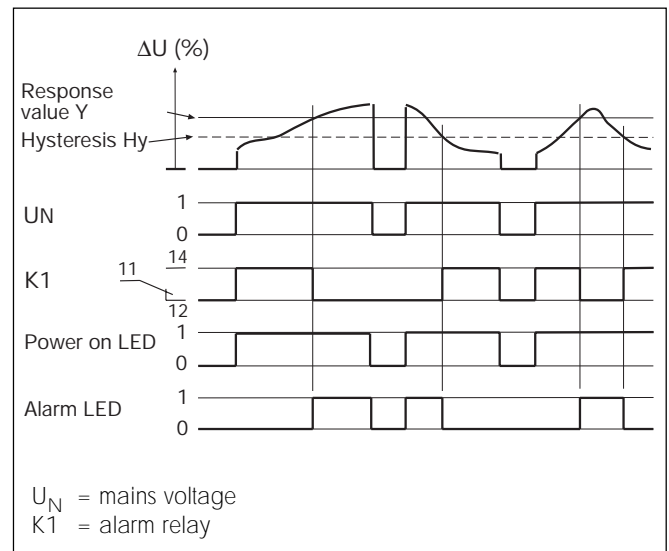 ΔU (%)
Response
value Y
Hysteresis Hy
UN
1
0
K1
11
14
12
Power on LED
1
0
Alarm LED
1
0
UN = mains voltage
K1 = alarm relay